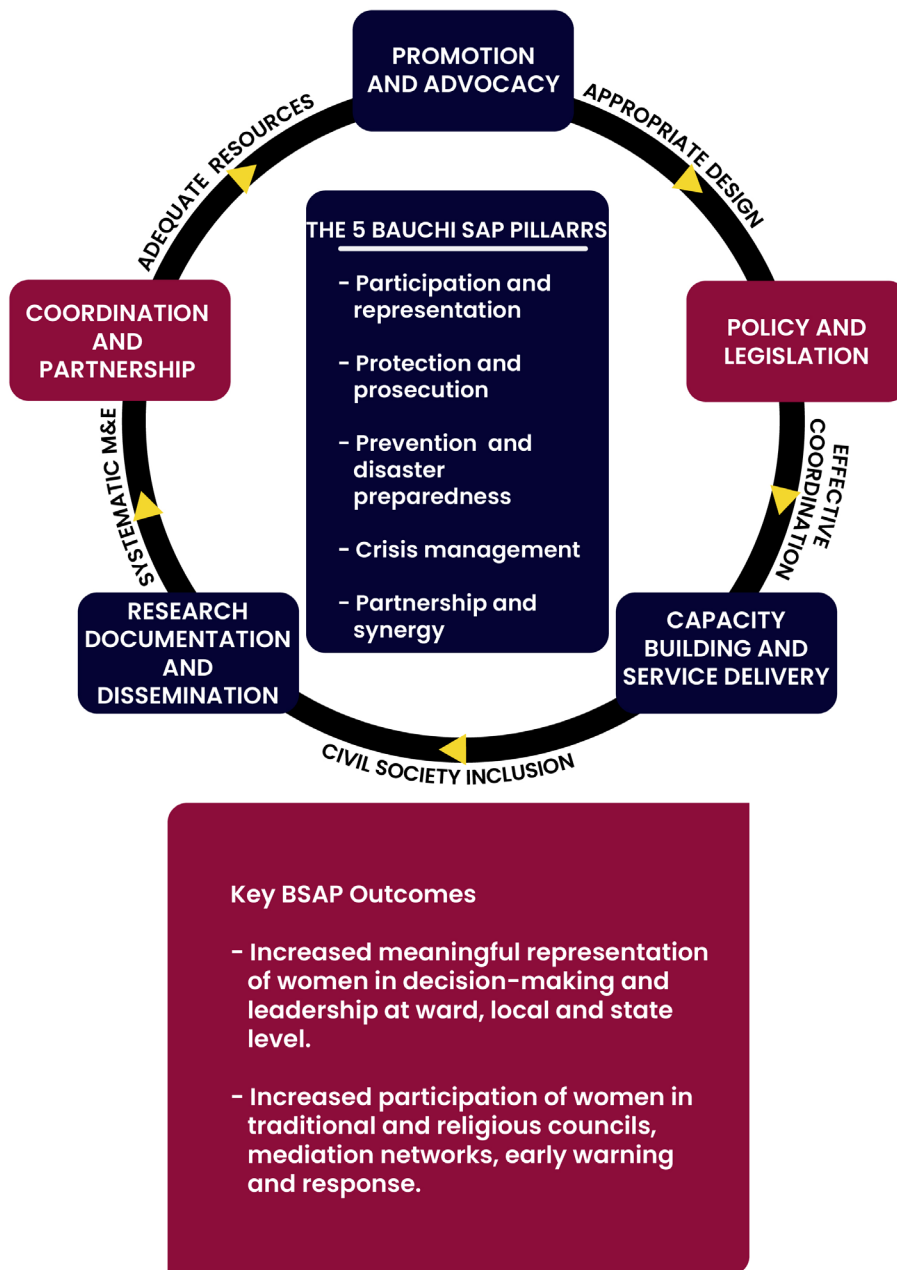 PROMOTION
AND ADVOCACY
APPROPRIATE DESIGN
POLICY AND
LEGISLATION
EFFECTIVE
COORDINATION
CAPACITY
BUILDING AND
SERVICE DELIVERY
CIVIL SOCIETY INCLUSION
RESEARCH
DOCUMENTATION
AND
DISSEMINATION
SYSTEMATIC M&E
COORDINATION
AND
PARTNERSHIP
ADEQUATE RESOURCES
THE 5 BAUCHI SAP PILLARRS
- Participation and
representation
- Protection and
prosecution
- Prevention and
disaster
preparedness
- Crisis management
- Partnership and
synergy
Key BSAP Outcomes
- Increased meaningful representation
of women in decision-making and
leadership at ward, local and state
level.
- Increased participation of women in
traditional and religious councils,
mediation networks, early warning
and response.